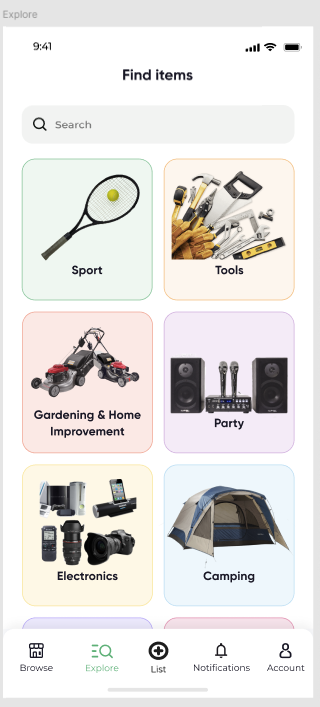 Explore
9:41
Find items
Search
Sport
Tools
Gardening & Home
Improvement
Party
Electronics
Camping
Browse
Explore
List
Notifications
Account